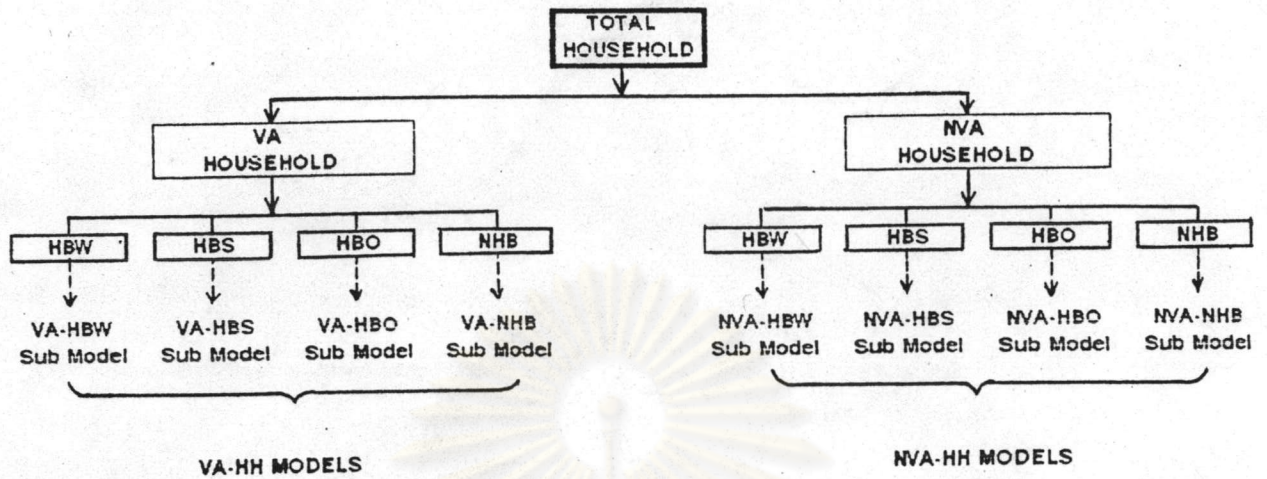 TOTAL
HOUSEHOLD
VA
HOUSEHOLD
NVA
HOUSEHOLD
HBW
HBS
HBO
NHB
HBW
HBS
HBO
NHB
VA-HBW
Sub Model
VA-HBS
Sub Model
VA-HBO
Sub Model
VA-NHB
Sub Model
NVA-HBW
Sub Model
NVA-HBS
Sub Model
NVA-HBO
Sub Model
NVA-NHB
Sub Model
VA-HH MODELS
NVA-HH MODELS